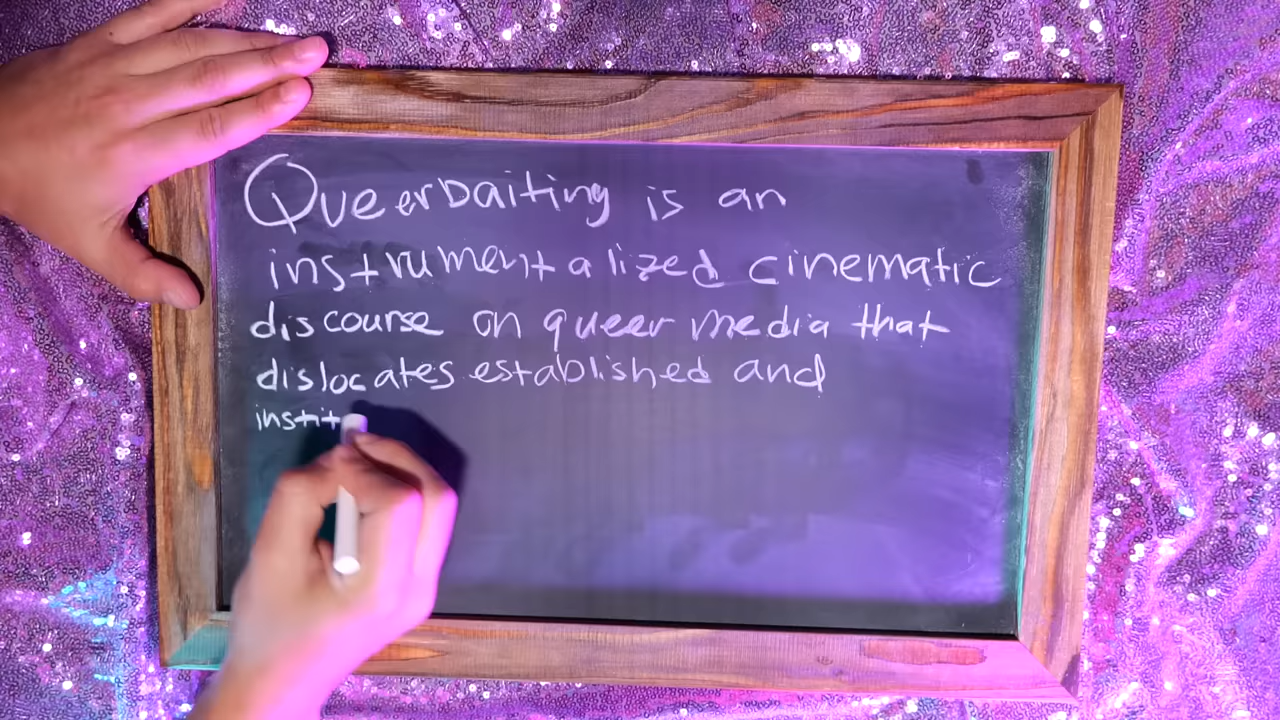 Queerbaiting is an
instrumentalized cinematic
discourse on queer media that
dislocates established and
instit